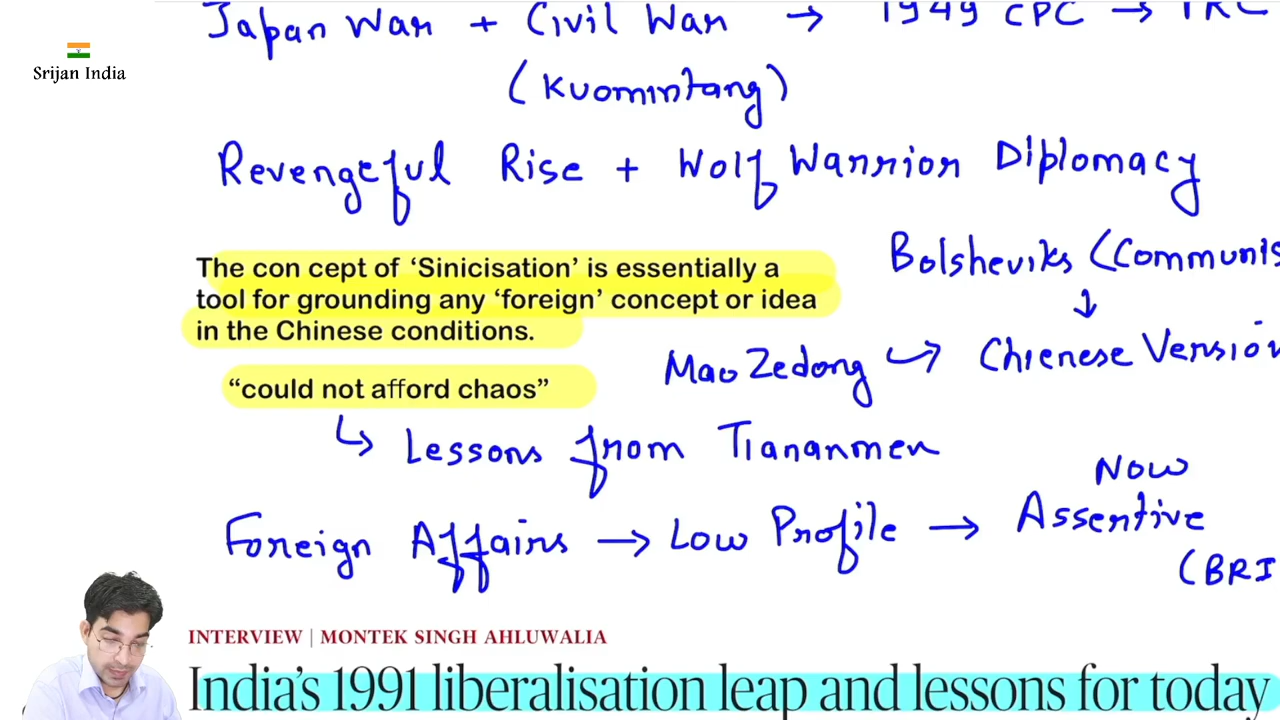 Japan War + Civil War → 1949 CPC → PRC
Srijan India
(Kuomintang)
Revengeful Rise + Wolf Warrior Diplomacy
Bolsheviks (Communis
The con cept of ‘Sinicisation’ is essentially a
tool for grounding any ‘foreign’ concept or idea
in the Chinese conditions.
↓
Mao Zedong → Chienese Version
“could not afford chaos”
↳ Lessons from Tiananmen
Now
Foreign Affairs → Low Profile → Assertive
(BRI
INTERVIEW | MONTEK SINGH AHLUWALIA
India’s 1991 liberalisation leap and lessons for today